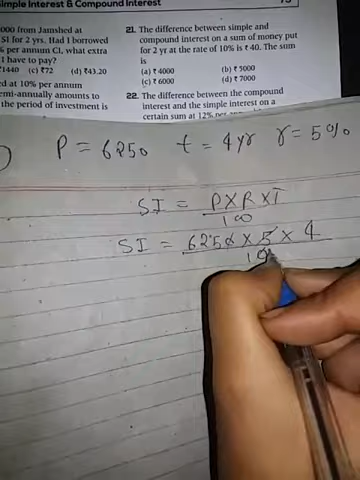 Simple Interest & Compound Interest
000 from Jamshed at
SI for 2 yrs. Had I borrowed
% per annum CI, what extra
I have to pay?
₹1440 (c) ₹72 (d) ₹43.20
ed at 10% per annum
emi-annually amounts to
the period of investment is
21. The difference between simple and
compound interest on a sum of money put
for 2 yr at the rate of 10% is ₹ 40. The sum
is
(a) ₹ 4000 (b) ₹ 5000
(c) ₹ 6000 (d) ₹ 7000
22. The difference between the compound
interest and the simple interest on a
certain sum at 12% per
P = 6250 t = 4 yr r = 5%
SI = P×R×T
100
SI = 6250 × 5 × 4
100